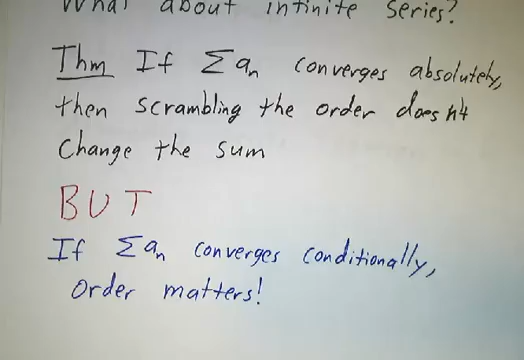 What about infinite series?
Thm If Σaₙ converges absolutely,
then scrambling the order doesn't
change the sum
BUT
If Σaₙ converges conditionally,
Order matters!